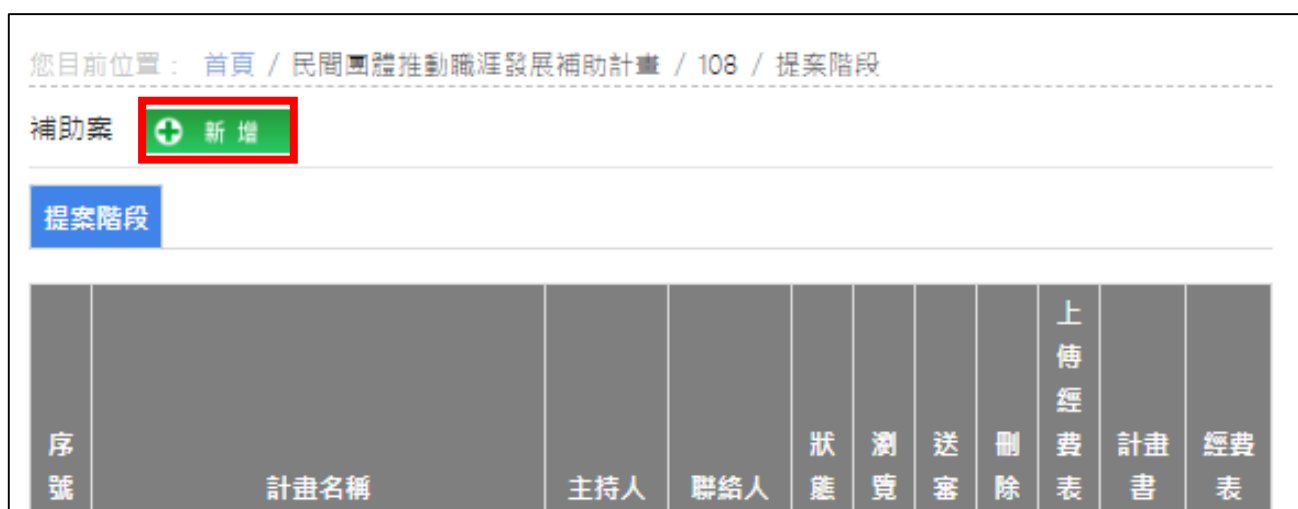 您目前位置： 首頁 / 民間團體推動職涯發展補助計畫 / 108 / 提案階段
補助案 新 增
提案階段
序號 計畫名稱 主持人 聯絡人 狀態 瀏覽 送審 刪除 上傳經費表 計畫書 經費表